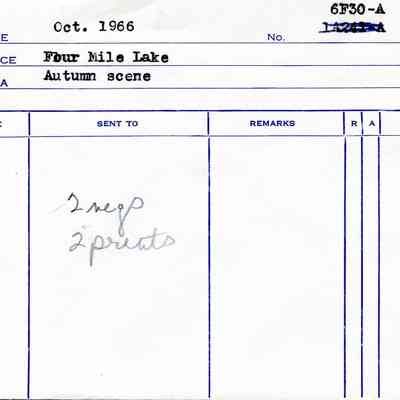 6F30-A
E Oct. 1966 No.
CE Four Mile Lake
A Autumn scene
SENT TO REMARKS R A
2 negs
2 prints